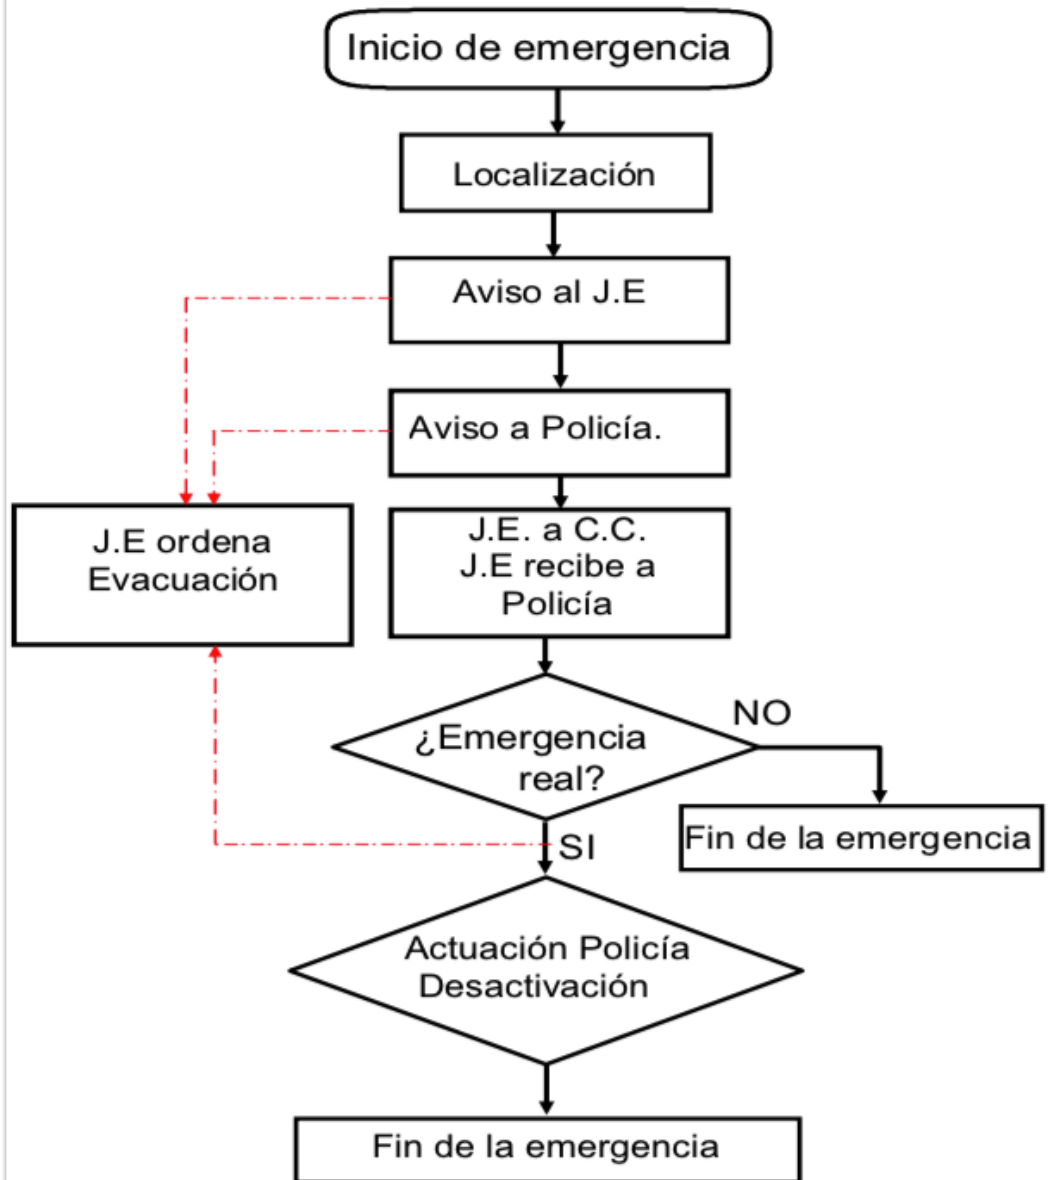 Inicio de emergencia
Localización
Aviso al J.E
Aviso a Policía.
J.E ordena
Evacuación
J.E. a C.C.
J.E recibe a
Policía
¿Emergencia
real?
NO
Fin de la emergencia
SI
Actuación Policía
Desactivación
Fin de la emergencia